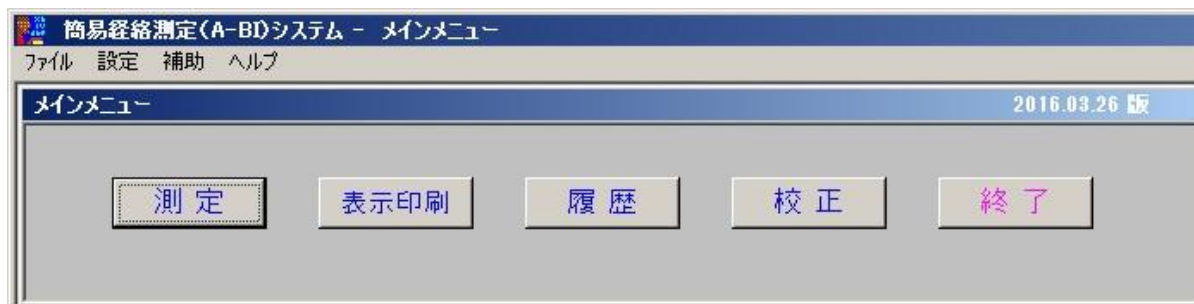 簡易経絡測定(A-BI)システム - メインメニュー
ファイル 設定 補助 ヘルプ
メインメニュー 2016.03.26 版
測 定 表示印刷 履 歴 校 正 終 了